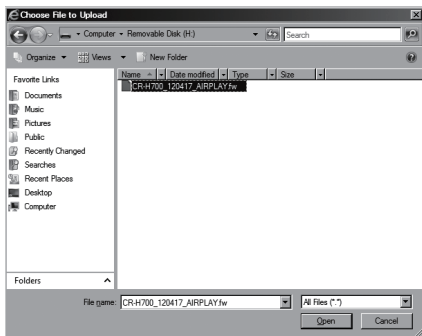 Choose File to Upload
Computer Removable Disk (H:)
Search
Organize Views New Folder
Favorite Links
Documents
Music
Pictures
Public
Recently Changed
Searches
Recent Places
Desktop
Computer
Folders
Name Date modified Type Size
CR-H700_120417_AIRPLAY.fw
File name: CR-H700_120417_AIRPLAY.fw All Files (*.*)
Open Cancel